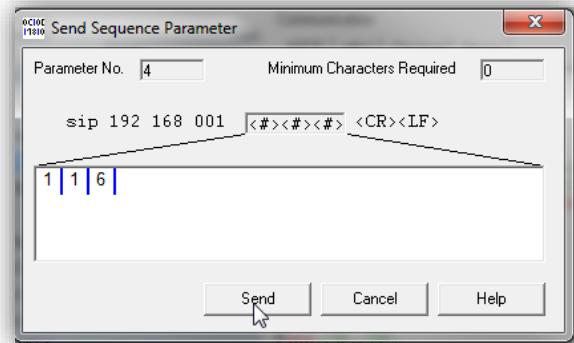 Send Sequence Parameter
Parameter No. 4 Minimum Characters Required 0
sip 192 168 001 <#><#><#> <CR><LF>
1 1 6
Send Cancel Help